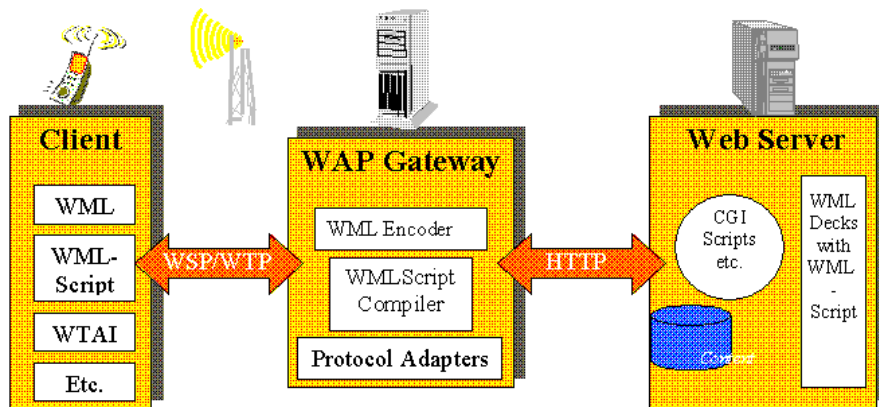 Client
WML
WML-
Script
WTAI
Etc.
WSP/WTP
WAP Gateway
WML Encoder
WMLScript
Compiler
Protocol Adapters
HTTP
Web Server
CGI
Scripts
etc.
WML
Decks
with
WML
-
Script
Content